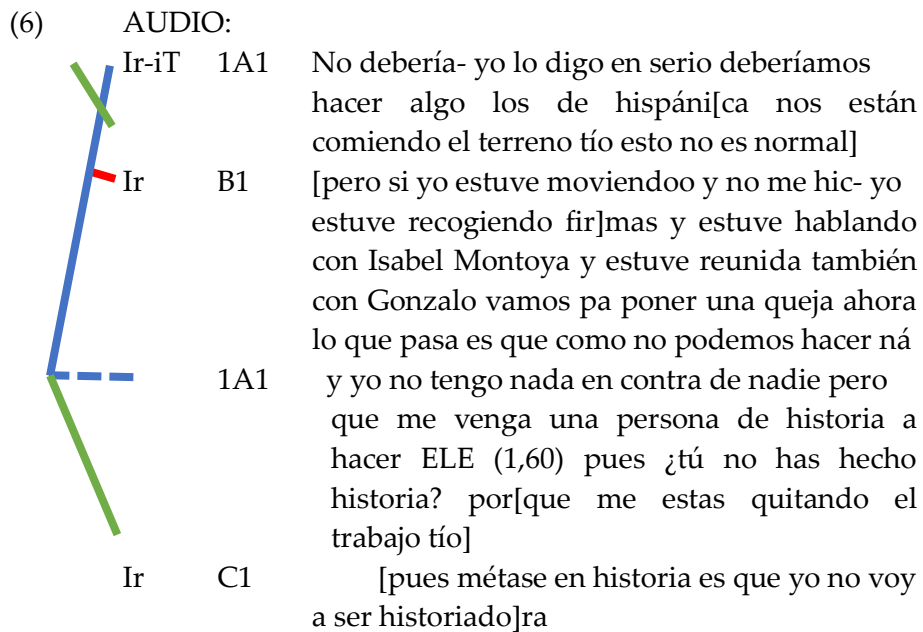 (6) AUDIO:
Ir-iT 1A1 No debería- yo lo digo en serio deberíamos
hacer algo los de hispáni[ca nos están
comiendo el terreno tío esto no es normal]
Ir B1 [pero si yo estuve moviendoo y no me hic- yo
estuve recogiendo fir]mas y estuve hablando
con Isabel Montoya y estuve reunida también
con Gonzalo vamos pa poner una queja ahora
lo que pasa es que como no podemos hacer ná
1A1 y yo no tengo nada en contra de nadie pero
que me venga una persona de historia a
hacer ELE (1,60) pues ¿tú no has hecho
historia? por[que me estas quitando el
trabajo tío]
Ir C1 [pues métase en historia es que yo no voy
a ser historiado]ra